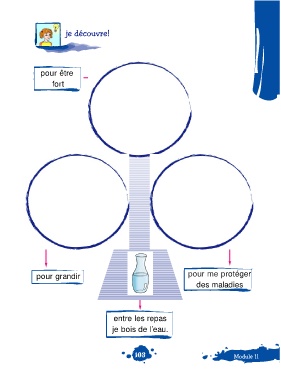 je découvre!
pour être
fort
pour grandir
pour me protéger
des maladies
entre les repas
je bois de l'eau.
103
Module II